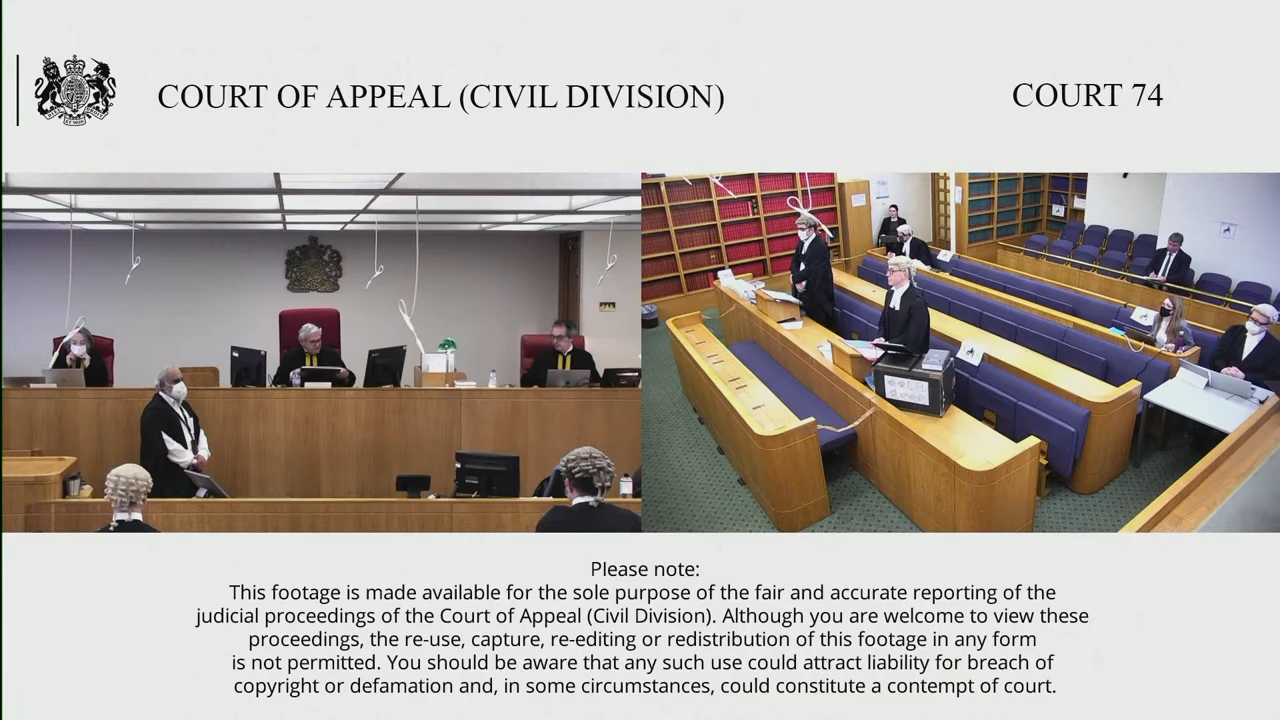 COURT OF APPEAL (CIVIL DIVISION)
COURT 74
Please note:
This footage is made available for the sole purpose of the fair and accurate reporting of the
judicial proceedings of the Court of Appeal (Civil Division). Although you are welcome to view these
proceedings, the re-use, capture, re-editing or redistribution of this footage in any form
is not permitted. You should be aware that any such use could attract liability for breach of
copyright or defamation and, in some circumstances, could constitute a contempt of court.